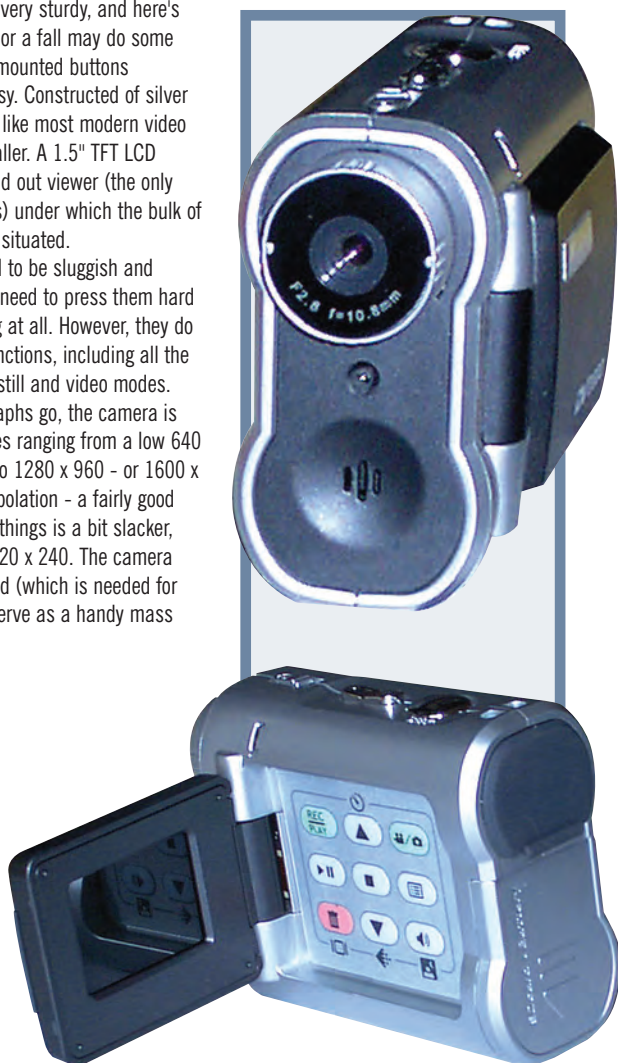 very sturdy, and here's
or a fall may do some
mounted buttons
sy. Constructed of silver
like most modern video
aller. A 1.5" TFT LCD
d out viewer (the only
s) under which the bulk of
situated.
l to be sluggish and
need to press them hard
g at all. However, they do
nctions, including all the
still and video modes.
aphs go, the camera is
es ranging from a low 640
o 1280 x 960 - or 1600 x
polation - a fairly good
things is a bit slacker,
20 x 240. The camera
d (which is needed for
erve as a handy mass
F2.8 f=10.8mm
REC
PLAY